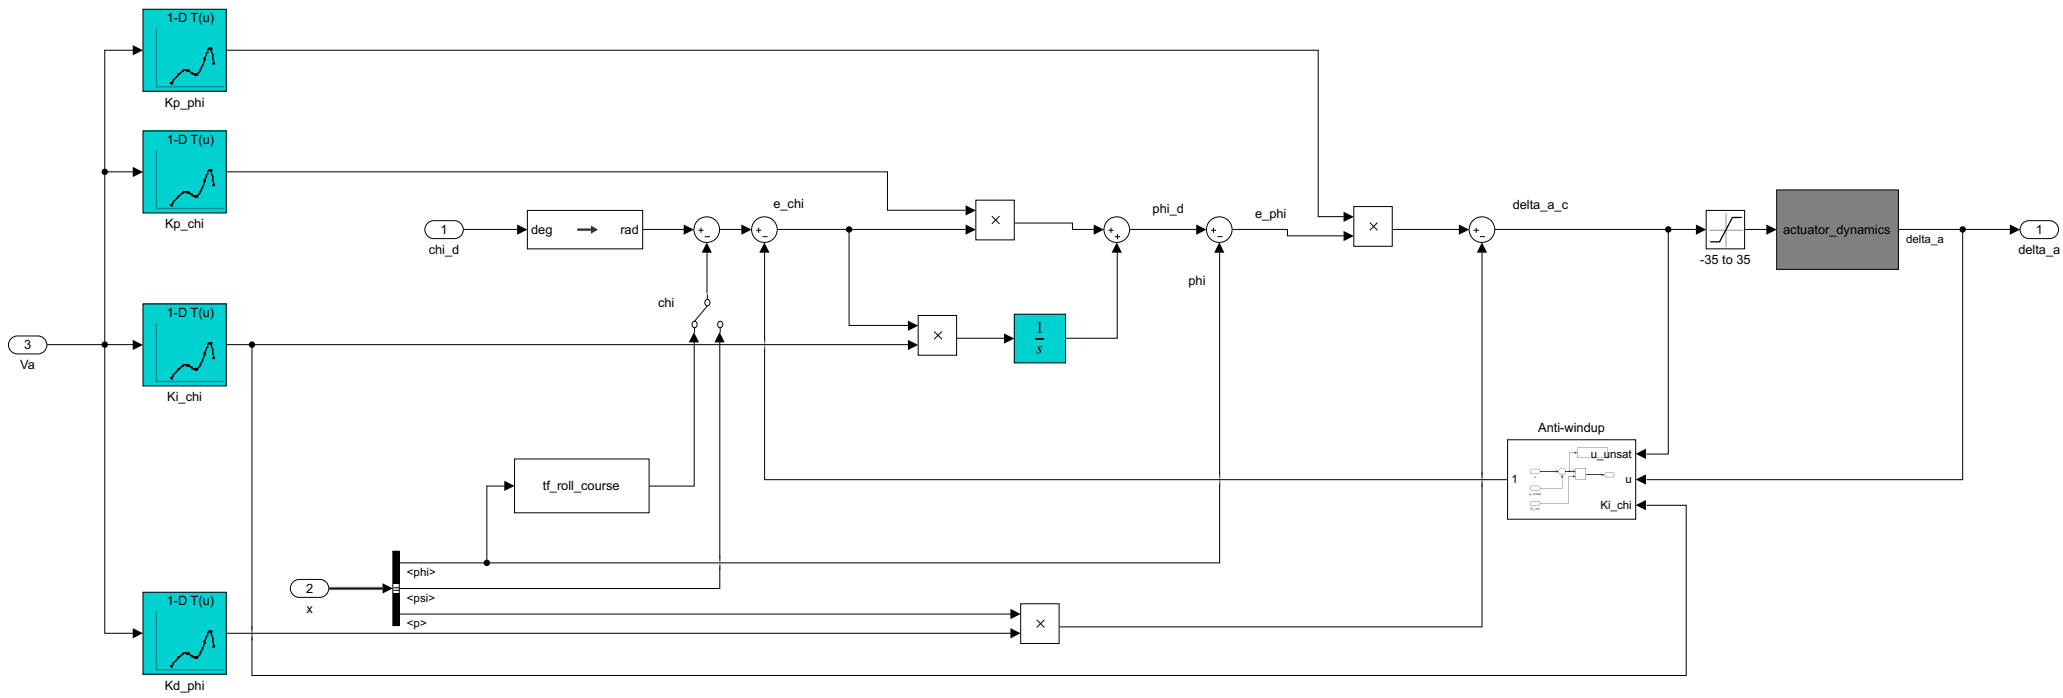 1-D T(u)
Kp_phi
1-D T(u)
Kp_chi
1
chi_d
deg
rad
e_chi
×
phi_d
e_phi
×
delta_a_c
-35 to 35
actuator_dynamics
delta_a
1
delta_a
chi
phi
3
Va
1-D T(u)
Ki_chi
×
1
s
Anti-windup
u_unsat
1
u
Ki_chi
tf_roll_course
2
x
<phi>
<psi>
<p>
×
1-D T(u)
Kd_phi